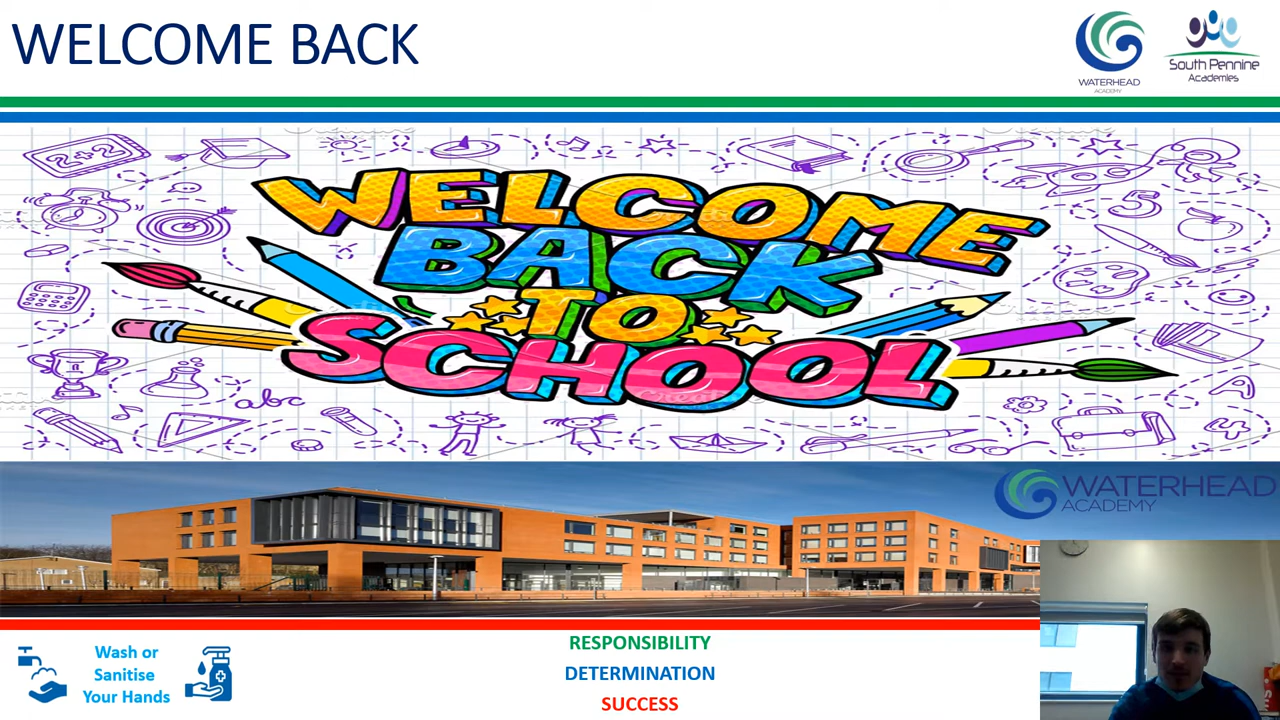 WELCOME BACK
WATERHEAD
ACADEMY
South Pennine
Academies
2+2
WELCOME
BACK
TO
SCHOOL
5
abc
A
4
WATERHEAD
ACADEMY
Wash or
Sanitise
Your Hands
RESPONSIBILITY
DETERMINATION
SUCCESS